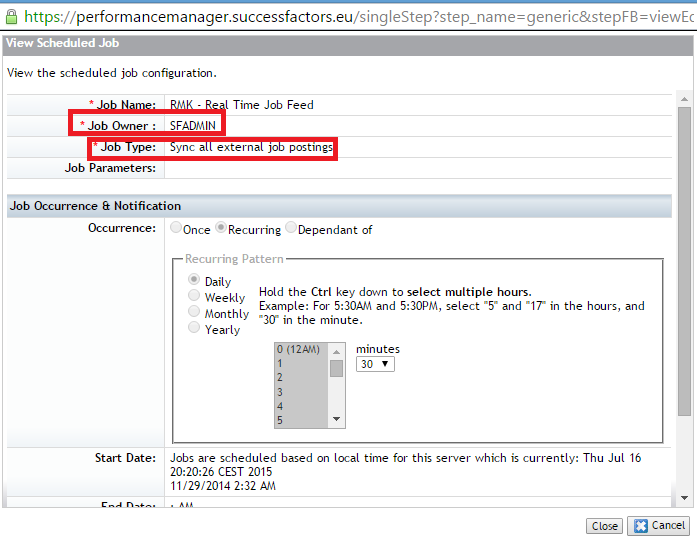 https://performancemanager.successfactors.eu/singleStep?step_name=generic&stepFB=viewEd
View Scheduled Job
View the scheduled job configuration.
* Job Name: RMK - Real Time Job Feed
* Job Owner : SFADMIN
* Job Type: Sync all external job postings
Job Parameters:
Job Occurrence & Notification
Occurrence: Once Recurring Dependant of
Recurring Pattern
Daily
Weekly
Monthly
Yearly
Hold the Ctrl key down to select multiple hours.
Example: For 5:30AM and 5:30PM, select "5" and "17" in the hours, and
"30" in the minute.
0 (12AM)
1
2
3
4
5
minutes
30
Start Date: Jobs are scheduled based on local time for this server which is currently: Thu Jul 16
20:20:26 CEST 2015
11/29/2014 2:32 AM
End Date: : AM
Close Cancel